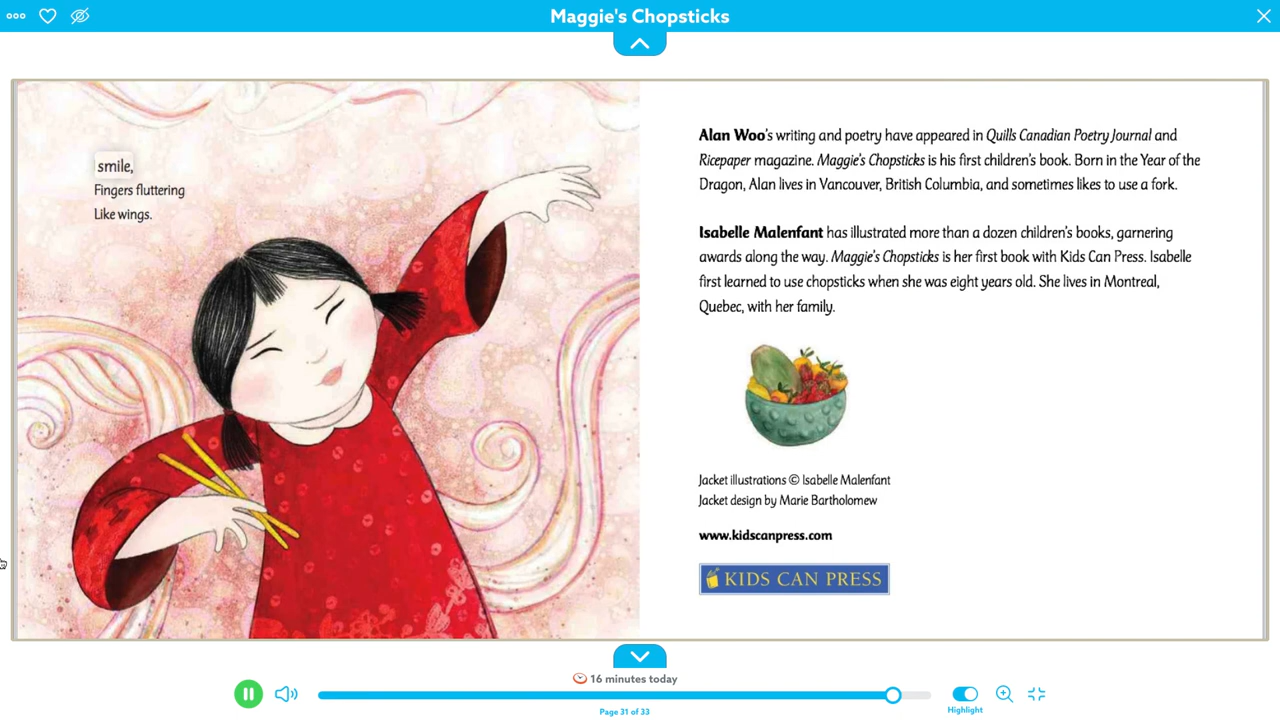 Maggie's Chopsticks
smile,
Fingers fluttering
Like wings.
Alan Woo's writing and poetry have appeared in Quills Canadian Poetry Journal and
Ricepaper magazine. Maggie's Chopsticks is his first children's book. Born in the Year of the
Dragon, Alan lives in Vancouver, British Columbia, and sometimes likes to use a fork.
Isabelle Malenfant has illustrated more than a dozen children's books, garnering
awards along the way. Maggie's Chopsticks is her first book with Kids Can Press. Isabelle
first learned to use chopsticks when she was eight years old. She lives in Montreal,
Quebec, with her family.
Jacket illustrations © Isabelle Malenfant
Jacket design by Marie Bartholomew
www.kidscanpress.com
KIDS CAN PRESS
16 minutes today
Page 31 of 33
Highlight